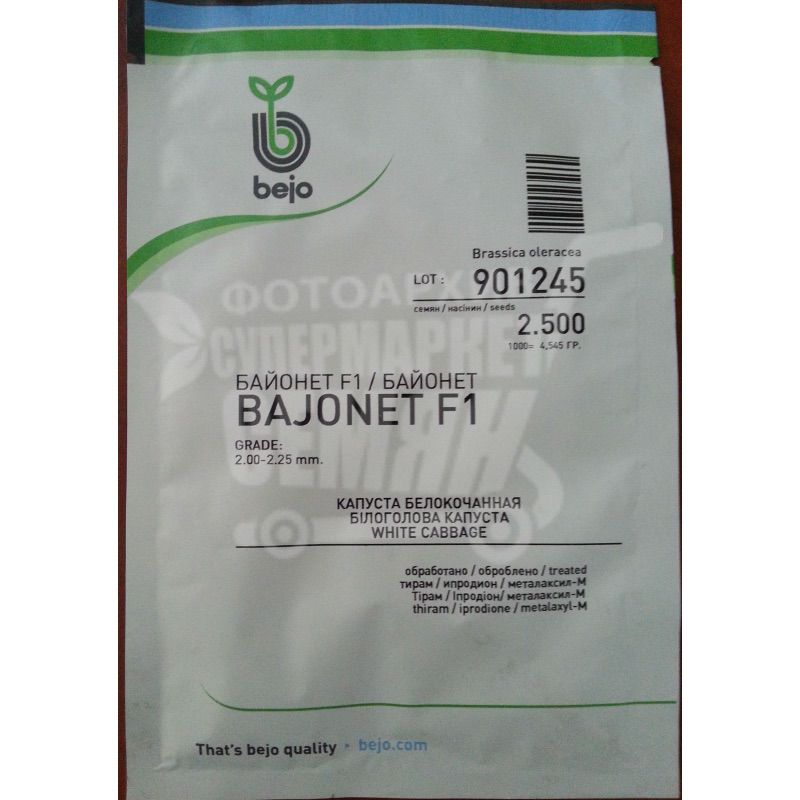 bejo
Brassica oleracea
LOT : 901245
семян / насінин / seeds
2.500
1000= 4,545 ГР.
ФОТОАРХИВ
СУПЕРМАРКЕТ
СЕМЯН
БАЙОНЕТ F1 / БАЙОНЕТ
BAJONET F1
GRADE:
2.00-2.25 mm.
КАПУСТА БЕЛОКОЧАННАЯ
БІЛОГОЛОВА КАПУСТА
WHITE CABBAGE
обработано / оброблено / treated
тирам / ипродион / металаксил-М
Тірам / Іпродіон/ металаксил-М
thiram / iprodione / metalaxyl-M
That's bejo quality
bejo.com